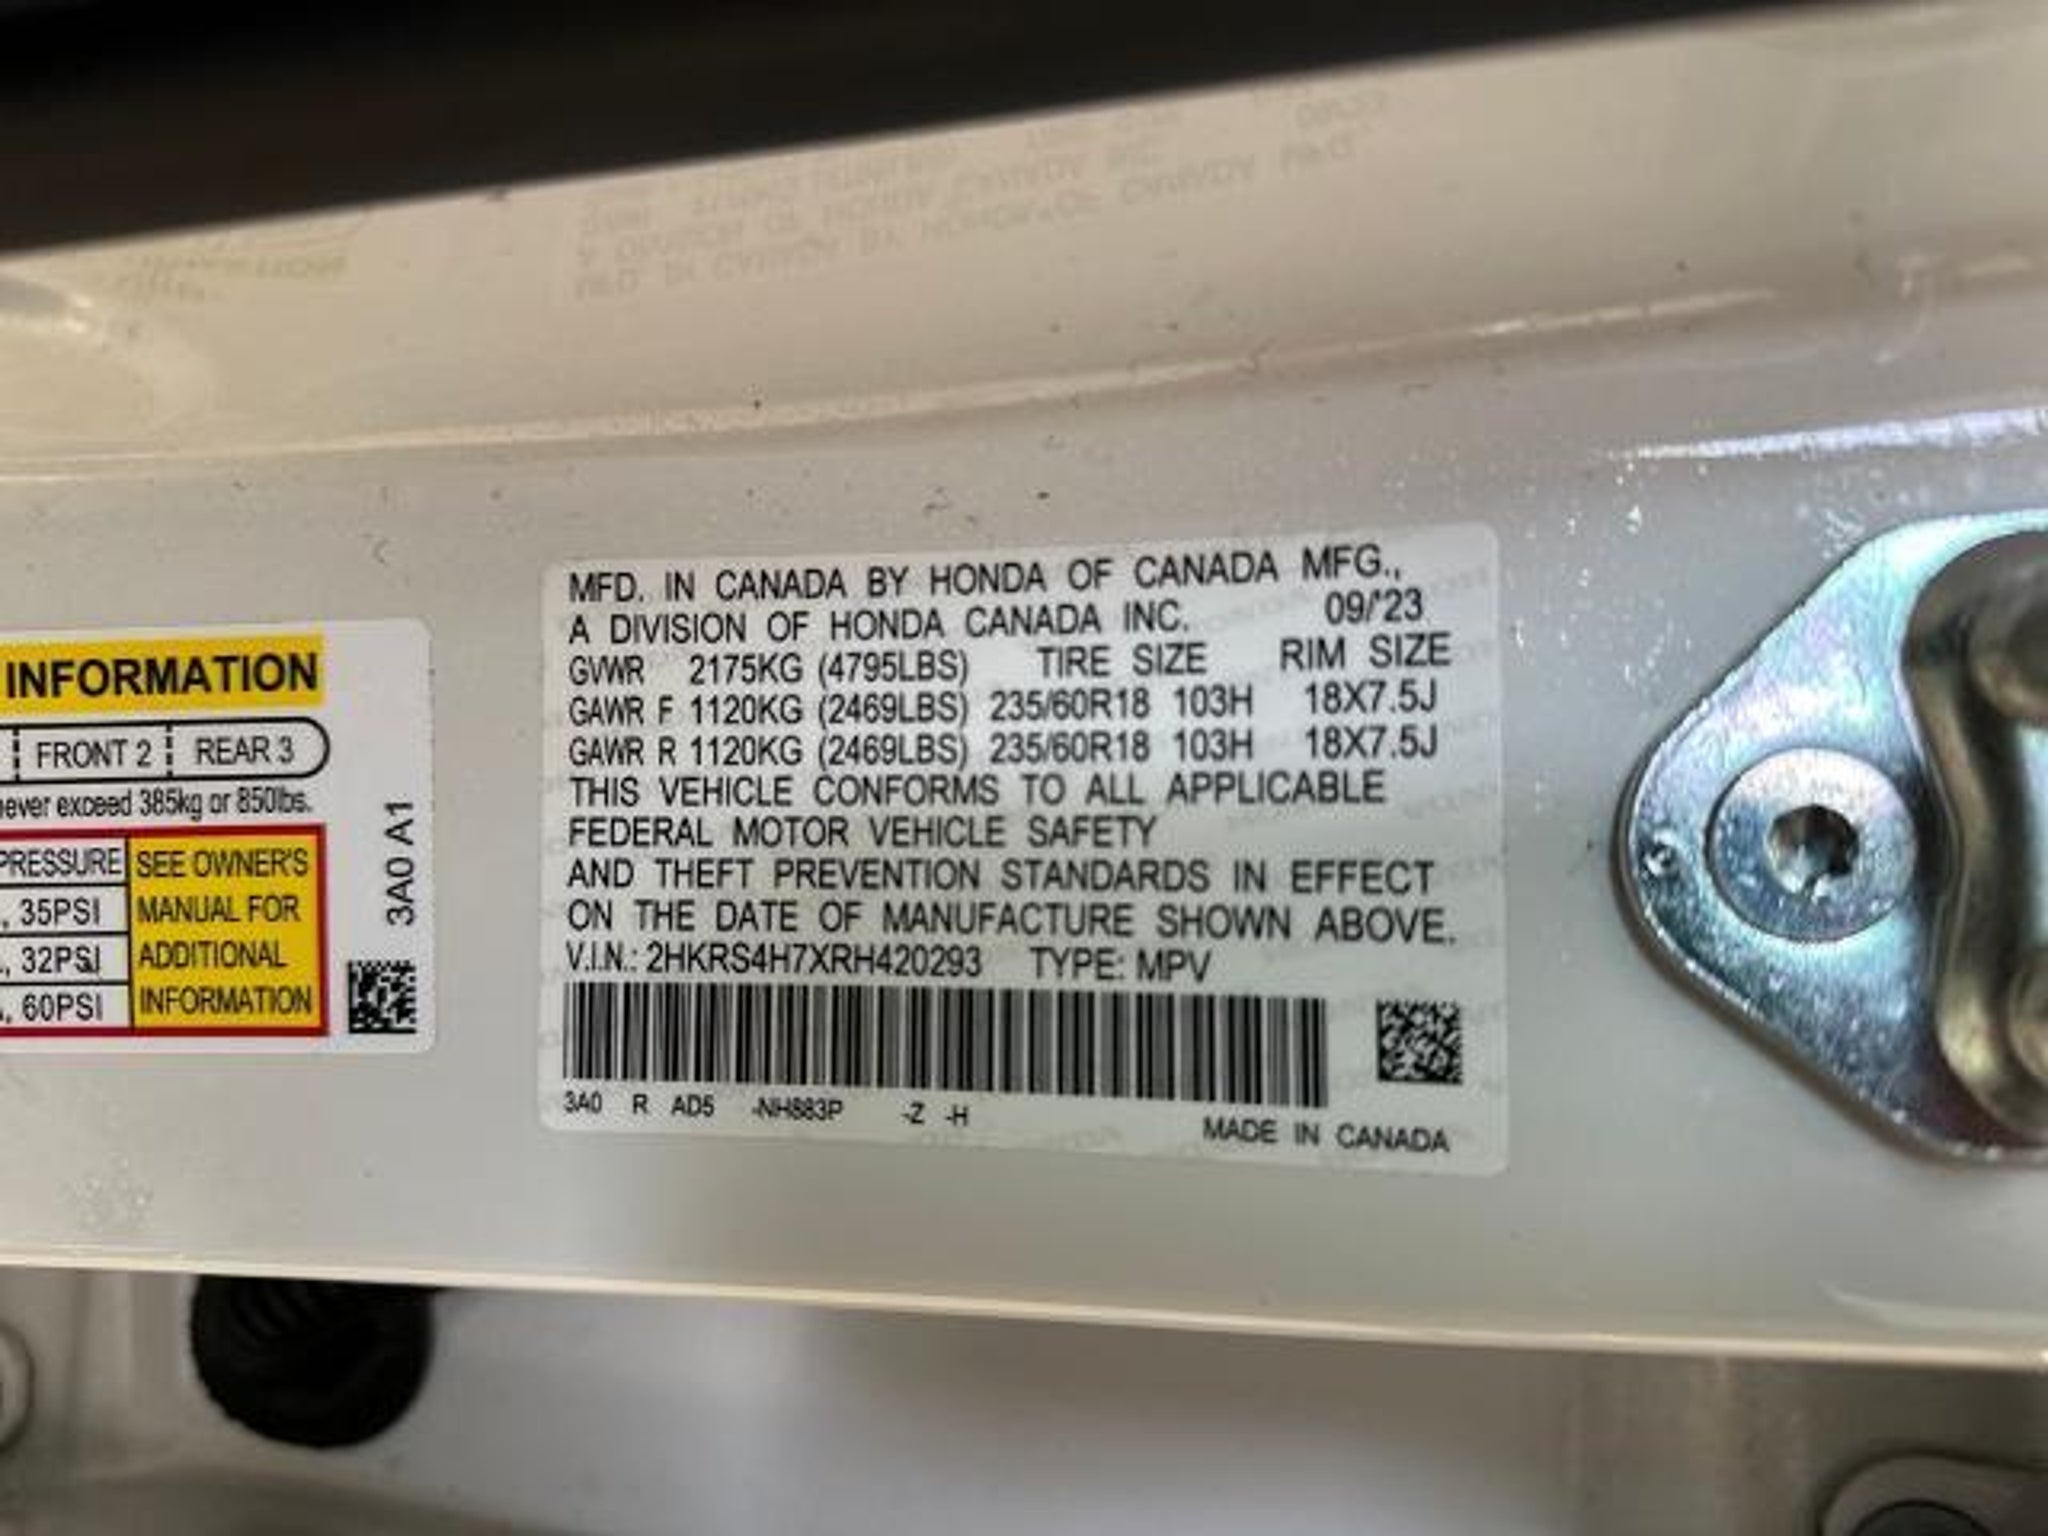 INFORMATION
FRONT 2
REAR 3
never exceed 385kg or 850lbs.
PRESSURE
SEE OWNER'S
MANUAL FOR
ADDITIONAL
INFORMATION
, 35PSI
, 32PSI
, 60PSI
3A0 A1
MFD. IN CANADA BY HONDA OF CANADA MFG.,
A DIVISION OF HONDA CANADA INC. 09/'23
GVWR 2175KG (4795LBS) TIRE SIZE RIM SIZE
GAWR F 1120KG (2469LBS) 235/60R18 103H 18X7.5J
GAWR R 1120KG (2469LBS) 235/60R18 103H 18X7.5J
THIS VEHICLE CONFORMS TO ALL APPLICABLE
FEDERAL MOTOR VEHICLE SAFETY
AND THEFT PREVENTION STANDARDS IN EFFECT
ON THE DATE OF MANUFACTURE SHOWN ABOVE.
V.I.N.: 2HKRS4H7XRH420293 TYPE: MPV
3A0 R AD5 -NH883P -Z -H
MADE IN CANADA